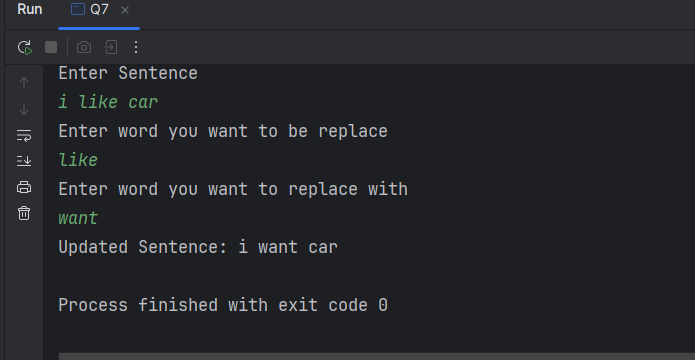 Run Q7
Enter Sentence
i like car
Enter word you want to be replace
like
Enter word you want to replace with
want
Updated Sentence: i want car
Process finished with exit code 0